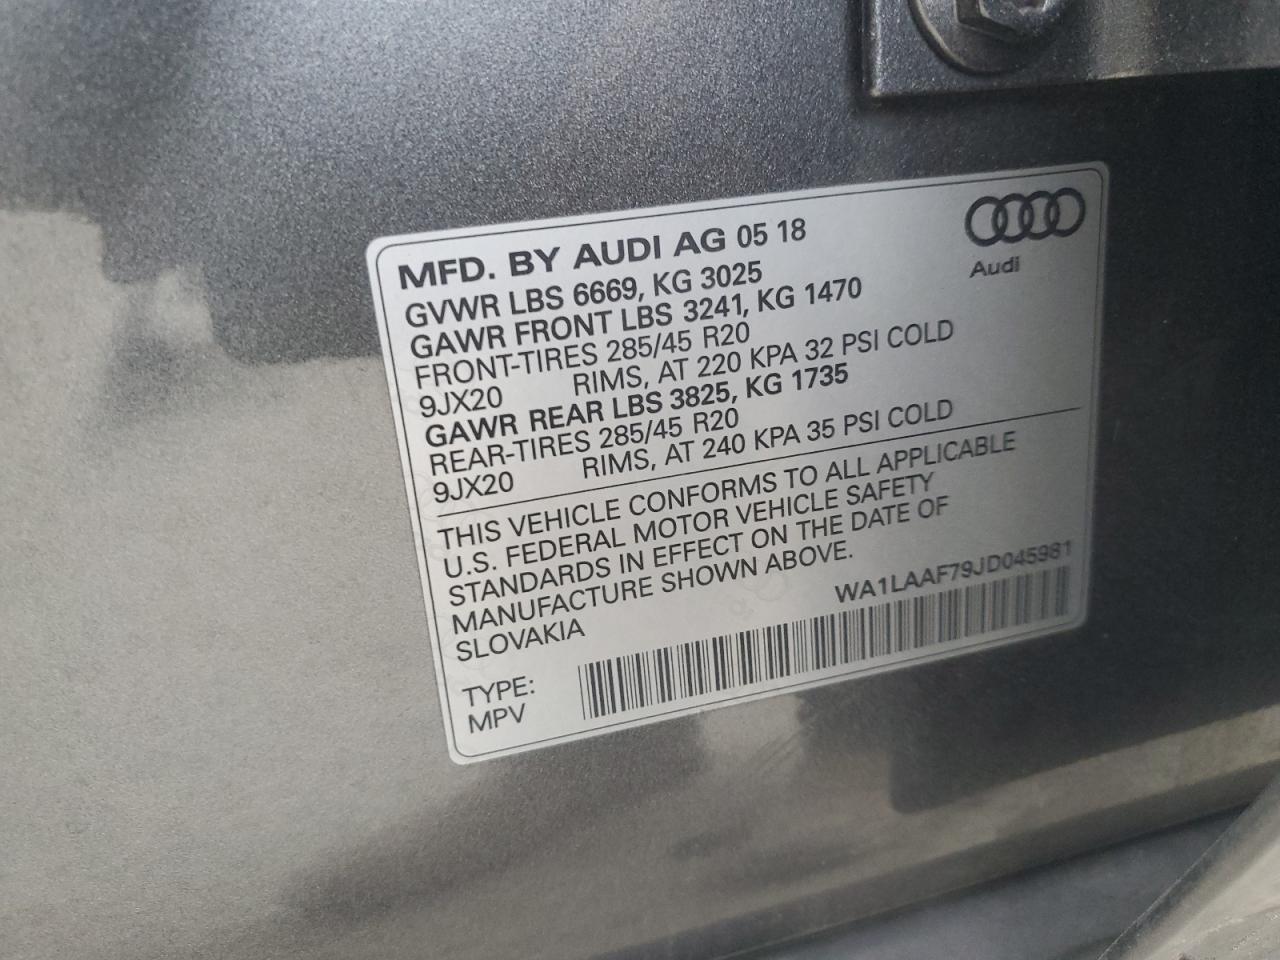 MFD. BY AUDI AG 05 18
Audi
GVWR LBS 6669, KG 3025
GAWR FRONT LBS 3241, KG 1470
FRONT-TIRES 285/45 R20
9JX20 RIMS, AT 220 KPA 32 PSI COLD
GAWR REAR LBS 3825, KG 1735
REAR-TIRES 285/45 R20
9JX20 RIMS, AT 240 KPA 35 PSI COLD
THIS VEHICLE CONFORMS TO ALL APPLICABLE
U.S. FEDERAL MOTOR VEHICLE SAFETY
STANDARDS IN EFFECT ON THE DATE OF
MANUFACTURE SHOWN ABOVE.
SLOVAKIA
WA1LAAF79JD045981
TYPE:
MPV